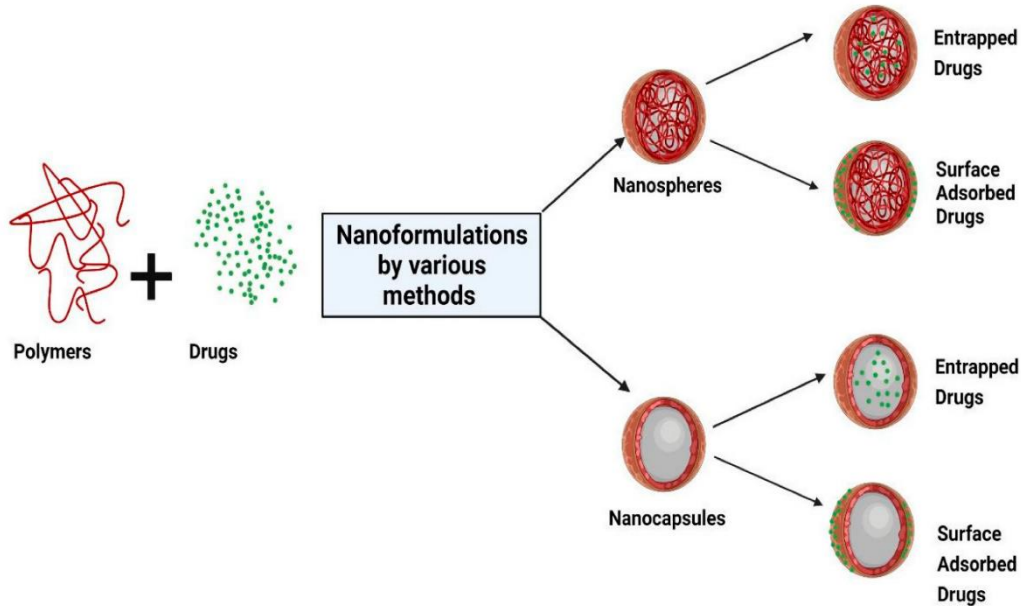 Polymers
Drugs
Nanoformulations
by various
methods
Nanospheres
Entrapped
Drugs
Surface
Adsorbed
Drugs
Nanocapsules
Entrapped
Drugs
Surface
Adsorbed
Drugs